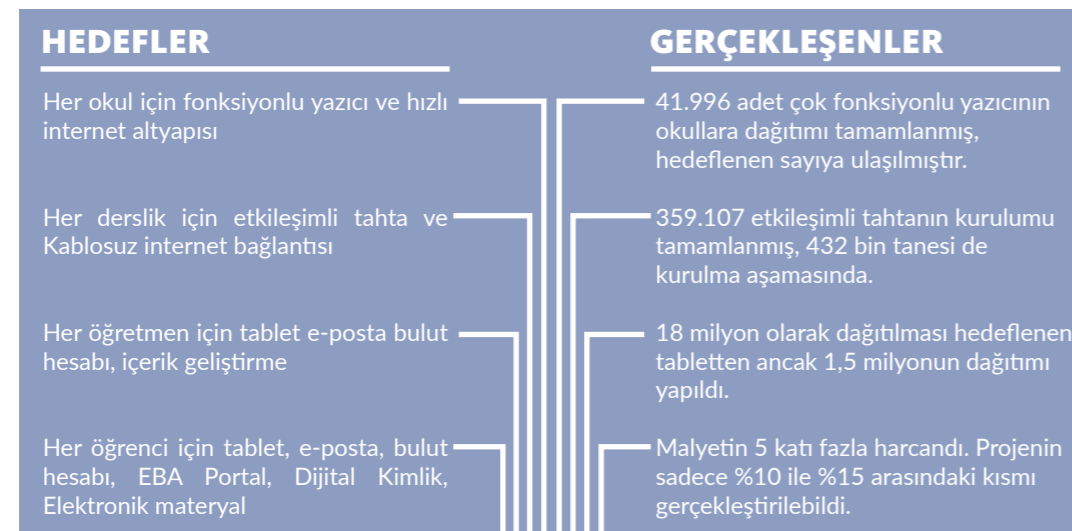 HEDEFLER
Her okul için fonksiyonlu yazıcı ve hızlı
internet altyapısı
Her derslik için etkileşimli tahta ve
Kablosuz internet bağlantısı
Her öğretmen için tablet e-posta bulut
hesabı, içerik geliştirme
Her öğrenci için tablet, e-posta, bulut
hesabı, EBA Portal, Dijital Kimlik,
Elektronik materyal
GERÇEKLEŞENLER
41.996 adet çok fonksiyonlu yazıcının
okullara dağıtımı tamamlanmış,
hedeflenen sayıya ulaşılmıştır.
359.107 etkileşimli tahtanın kurulumu
tamamlanmış, 432 bin tanesi de
kurulma aşamasında.
18 milyon olarak dağıtılması hedeflenen
tabletten ancak 1,5 milyonun dağıtımı
yapıldı.
Malyetin 5 katı fazla harcandı. Projenin
sadece %10 ile %15 arasındaki kısmı
gerçekleştirilebildi.